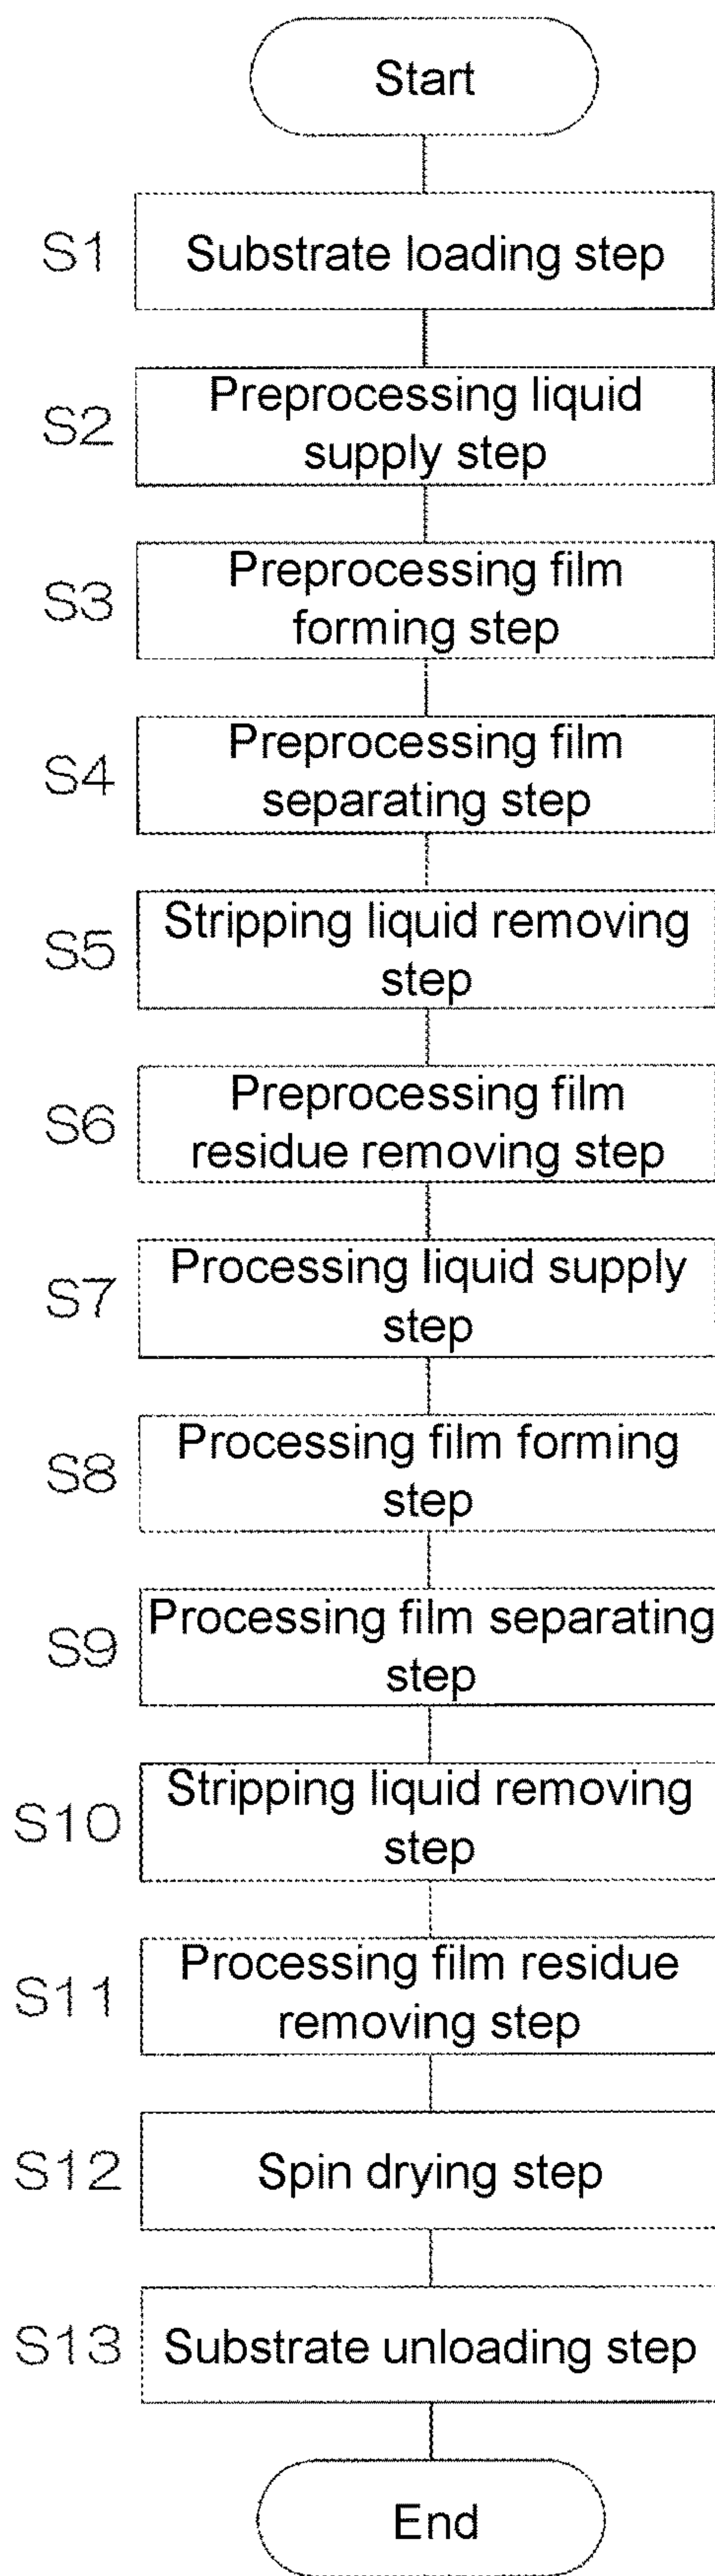 Start
S1
Substrate loading step
S2
Preprocessing liquid
supply step
S3
Preprocessing film
forming step
S4
Preprocessing film
separating step
S5
Stripping liquid removing
step
S6
Preprocessing film
residue removing step
S7
Processing liquid supply
step
S8
Processing film forming
step
S9
Processing film separating
step
S10
Stripping liquid removing
step
S11
Processing film residue
removing step
S12
Spin drying step
S13
Substrate unloading step
End